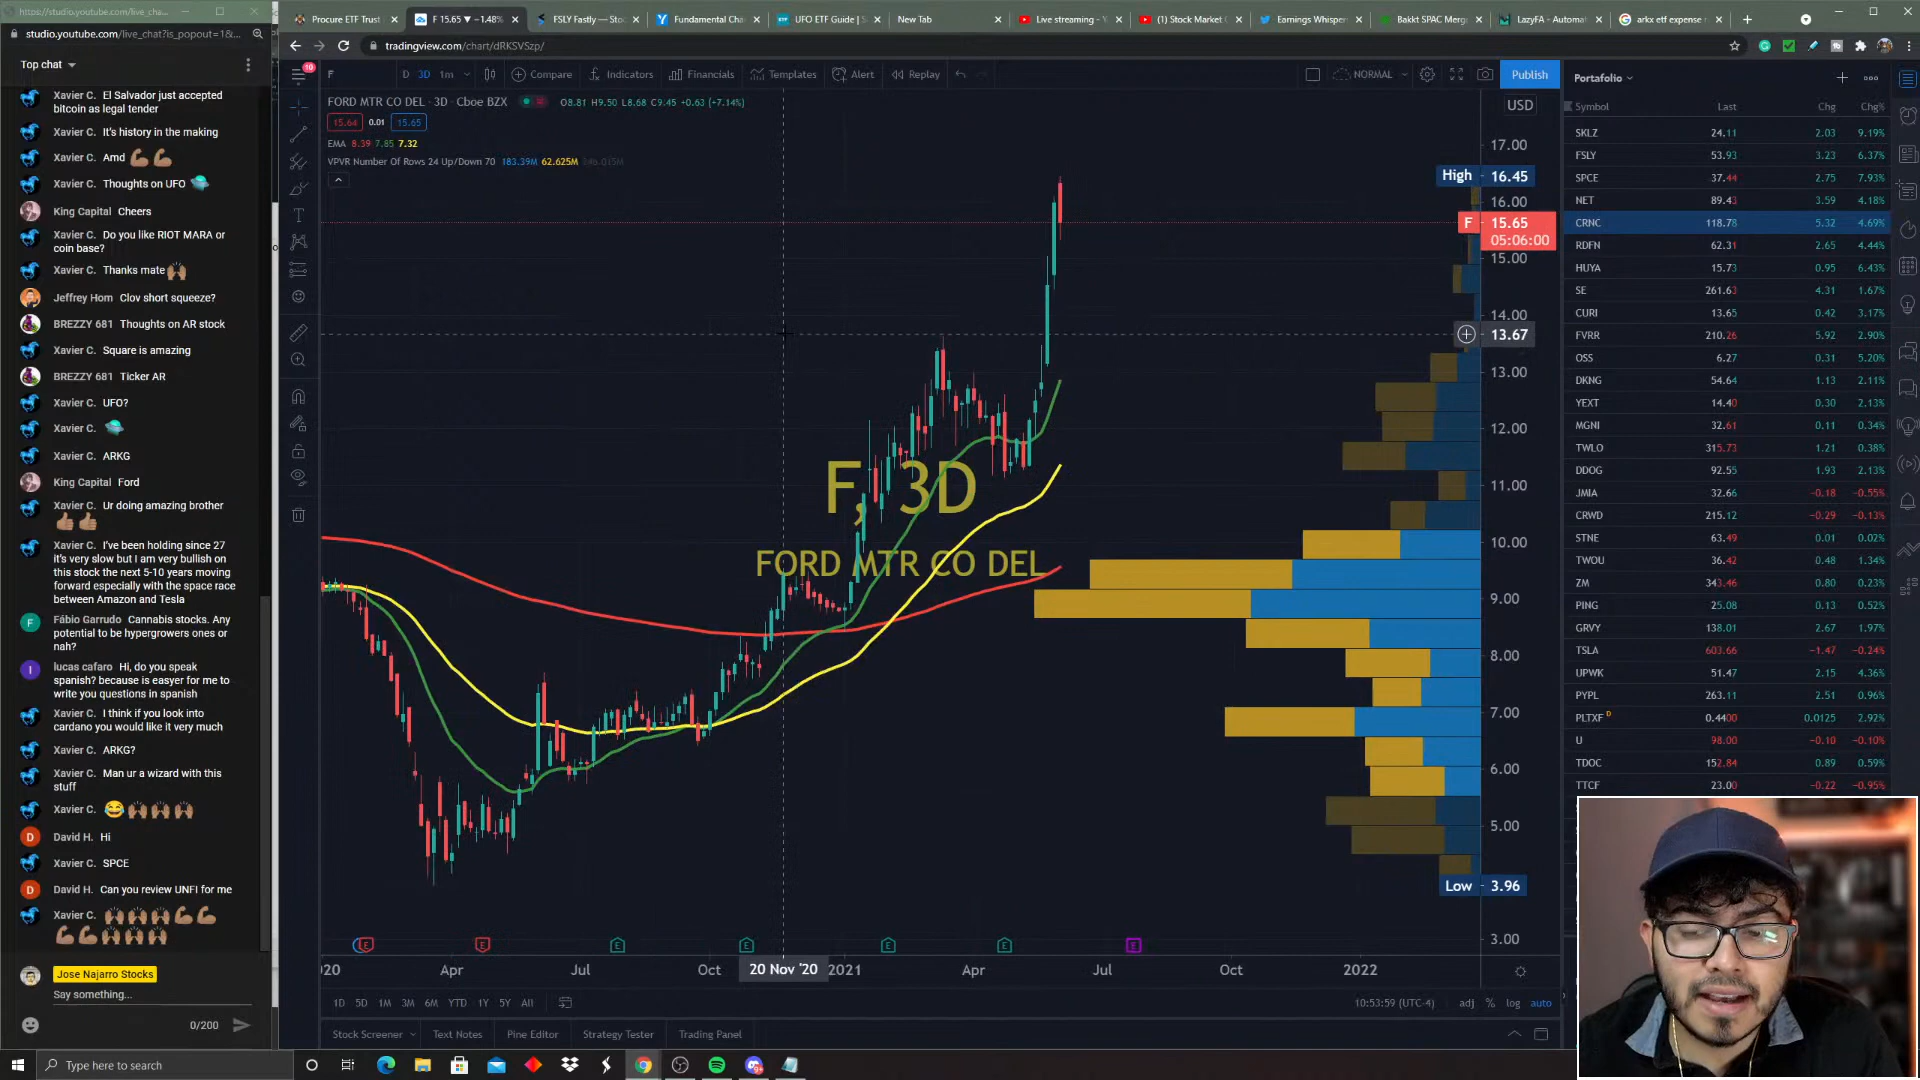 https://studio.youtube.com/live_chat?is_popout=1&...
studio.youtube.com/live_chat?is_popout=1&...
Top chat
Xavier C. El Salvador just accepted
bitcoin as legal tender
Xavier C. It's history in the making
Xavier C. Amd
Xavier C. Thoughts on UFO
King Capital Cheers
Xavier C. Do you like RIOT MARA or
coin base?
Xavier C. Thanks mate
Jeffrey Hom Clov short squeeze?
BREZZY 681 Thoughts on AR stock
Xavier C. Square is amazing
BREZZY 681 Ticker AR
Xavier C. UFO?
Xavier C.
Xavier C. ARKG
King Capital Ford
Xavier C. Ur doing amazing brother
Xavier C. I've been holding since 27
it's very slow but I am very bullish on
this stock the next 5-10 years moving
forward especially with the space race
between Amazon and Tesla
F
Fábio Garrudo Cannabis stocks. Any
potential to be hypergrowers ones or
nah?
lucas cafaro Hi, do you speak
spanish? because is easyer for me to
write you questions in spanish
Xavier C. I think if you look into
cardano you would like it very much
Xavier C. ARKG?
Xavier C. Man ur a wizard with this
stuff
Xavier C.
D David H. Hi
Xavier C. SPCE
D David H. Can you review UNFI for me
Xavier C.
Jose Najarro Stocks
Say something...
0/200
Procure ETF Trust
F 15.65 ▼ −1.48%
FSLY Fastly — Stoc
Fundamental Cha
UFO ETF Guide | S
New Tab
Live streaming - Y
(1) Stock Market C
Earnings Whisper
Bakkt SPAC Merg
LazyFA - Automa
arkx etf expense r
tradingview.com/chart/dRKSVSzp/
10
F
D 3D 1m
Compare
Indicators
Financials
Templates
Alert
Replay
NORMAL
Publish
FORD MTR CO DEL · 3D · Cboe BZX
O8.81 H9.50 L8.68 C9.45 +0.63 (+7.14%)
15.64 0.01 15.65
EMA 8.39 7.85 7.32
VPVR Number Of Rows 24 Up/Down 70 183.39M 62.625M 246.015M
F, 3D
FORD MTR CO DEL
USD
17.00
High 16.45
16.00
F 15.65
05:06:00
15.00
14.00
13.67
13.00
12.00
11.00
10.00
9.00
8.00
7.00
6.00
5.00
Low 3.96
3.00
E E E E E E E
2020 Apr Jul Oct 20 Nov '20 2021 Apr Jul Oct 2022
1D 5D 1M 3M 6M YTD 1Y 5Y All
10:53:59 (UTC-4) adj % log auto
Stock Screener
Text Notes
Pine Editor
Strategy Tester
Trading Panel
Portafolio
Symbol Last Chg Chg%
SKLZ 24.11 2.03 9.19%
FSLY 53.93 3.23 6.37%
SPCE 37.44 2.75 7.93%
NET 89.43 3.59 4.18%
CRNC 118.78 5.32 4.69%
RDFN 62.31 2.65 4.44%
HUYA 15.73 0.95 6.43%
SE 261.63 4.31 1.67%
CURI 13.65 0.42 3.17%
FVRR 210.26 5.92 2.90%
OSS 6.27 0.31 5.20%
DKNG 54.64 1.13 2.11%
YEXT 14.40 0.30 2.13%
MGNI 32.61 0.11 0.34%
TWLO 315.73 1.21 0.38%
DDOG 92.55 1.93 2.13%
JMIA 32.66 −0.18 −0.55%
CRWD 215.12 −0.29 −0.13%
STNE 63.49 0.01 0.02%
TWOU 36.42 0.48 1.34%
ZM 343.46 0.80 0.23%
PING 25.08 0.13 0.52%
GRVY 138.01 2.67 1.97%
TSLA 603.66 −1.47 −0.24%
UPWK 51.47 2.15 4.36%
PYPL 263.11 2.51 0.96%
PLTXF D 0.4400 0.0125 2.92%
U 98.00 −0.10 −0.10%
TDOC 152.84 0.89 0.59%
TTCF 23.00 −0.22 −0.95%
Type here to search